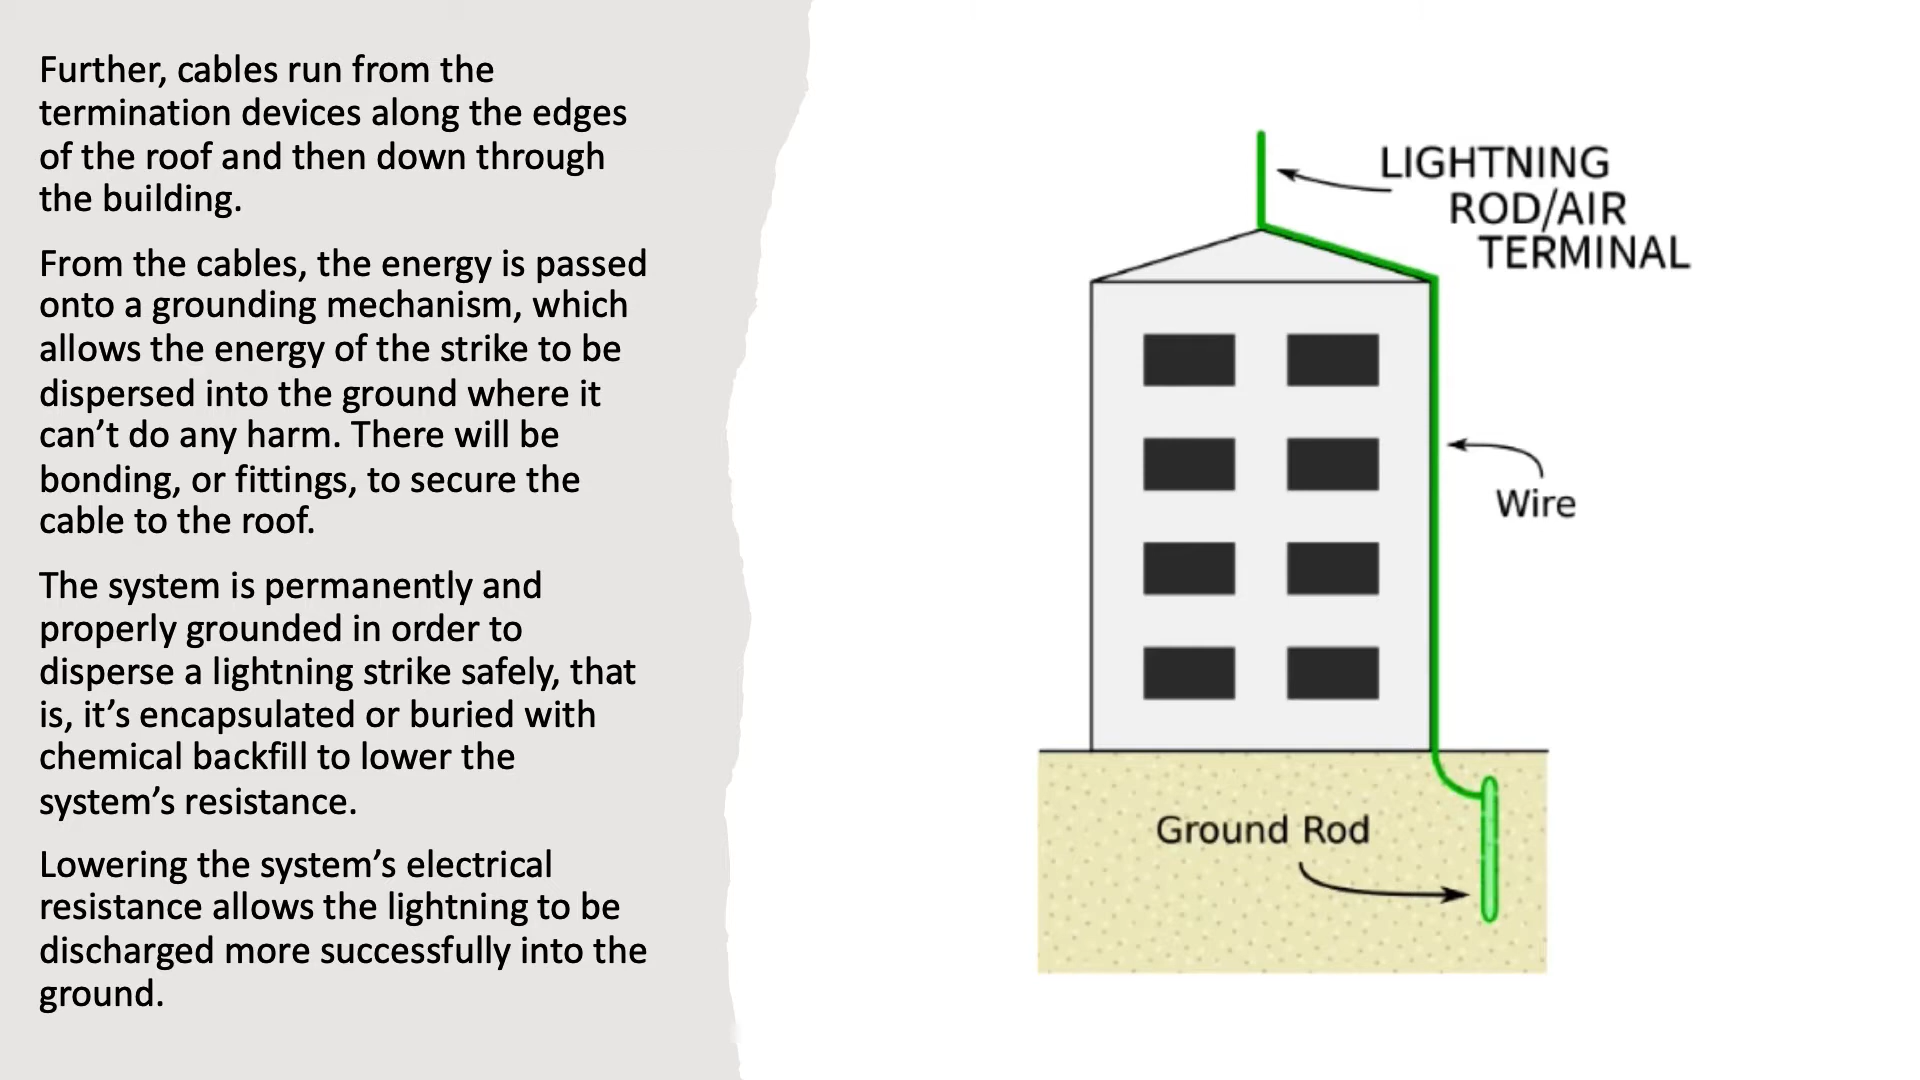 Further, cables run from the
termination devices along the edges
of the roof and then down through
the building.
From the cables, the energy is passed
onto a grounding mechanism, which
allows the energy of the strike to be
dispersed into the ground where it
can’t do any harm. There will be
bonding, or fittings, to secure the
cable to the roof.
The system is permanently and
properly grounded in order to
disperse a lightning strike safely, that
is, it’s encapsulated or buried with
chemical backfill to lower the
system’s resistance.
Lowering the system’s electrical
resistance allows the lightning to be
discharged more successfully into the
ground.
LIGHTNING
ROD/AIR
TERMINAL
Wire
Ground Rod